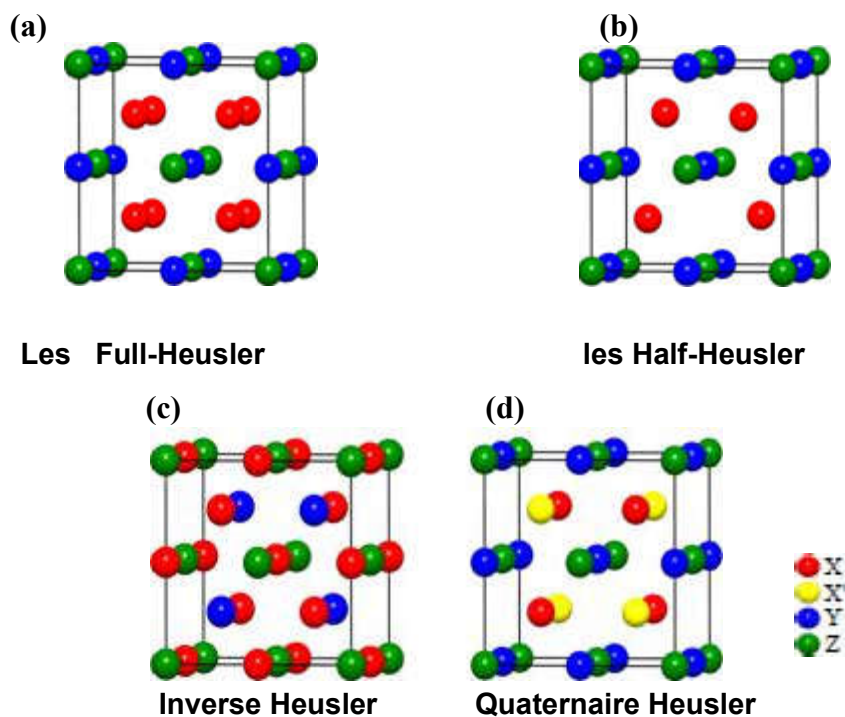 (a)
(b)
Les Full-Heusler
les Half-Heusler
(c)
(d)
X
X'
Y
Z
Inverse Heusler
Quaternaire Heusler